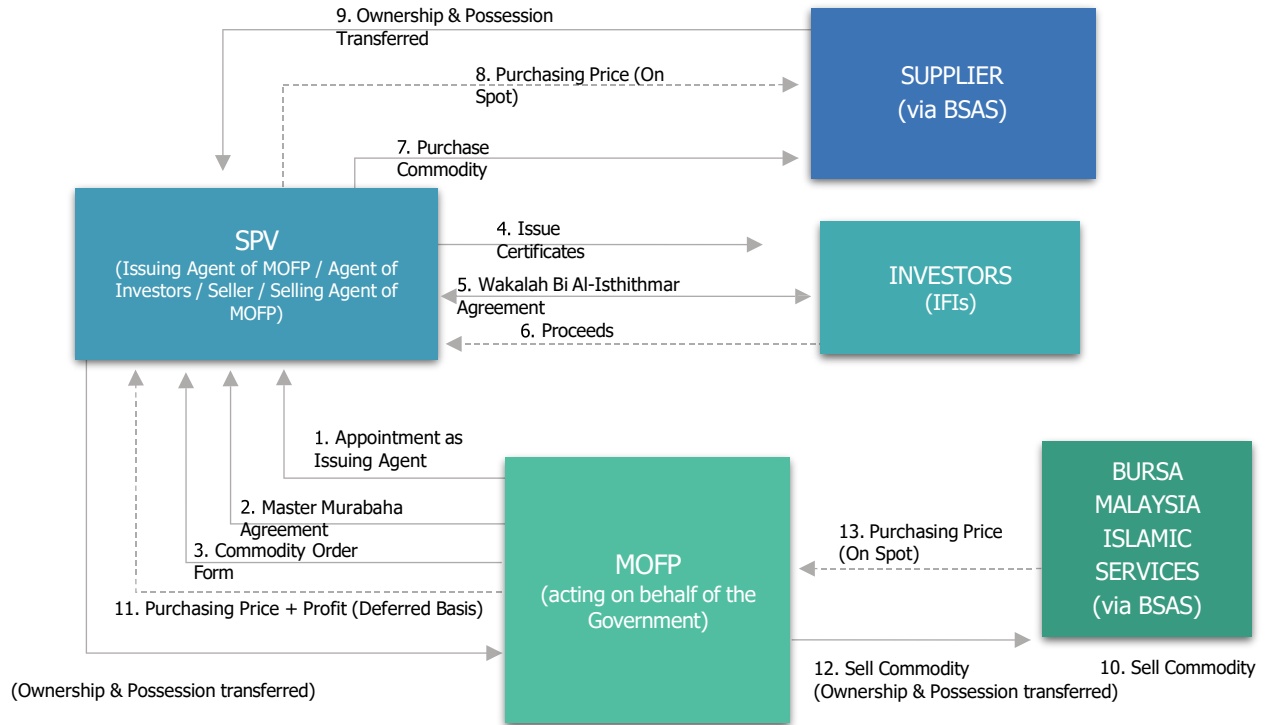 9. Ownership & Possession
Transferred
8. Purchasing Price (On
Spot)
7. Purchase
Commodity
SUPPLIER
(via BSAS)
SPV
(Issuing Agent of MOFP / Agent of
Investors / Seller / Selling Agent of
MOFP)
4. Issue
Certificates
5. Wakalah Bi Al-Isthithmar
Agreement
6. Proceeds
INVESTORS
(IFIs)
1. Appointment as
Issuing Agent
2. Master Murabaha
Agreement
3. Commodity Order
Form
11. Purchasing Price + Profit (Deferred Basis)
(Ownership & Possession transferred)
MOFP
(acting on behalf of the
Government)
13. Purchasing Price
(On Spot)
BURSA
MALAYSIA
ISLAMIC
SERVICES
(via BSAS)
12. Sell Commodity
(Ownership & Possession transferred)
10. Sell Commodity